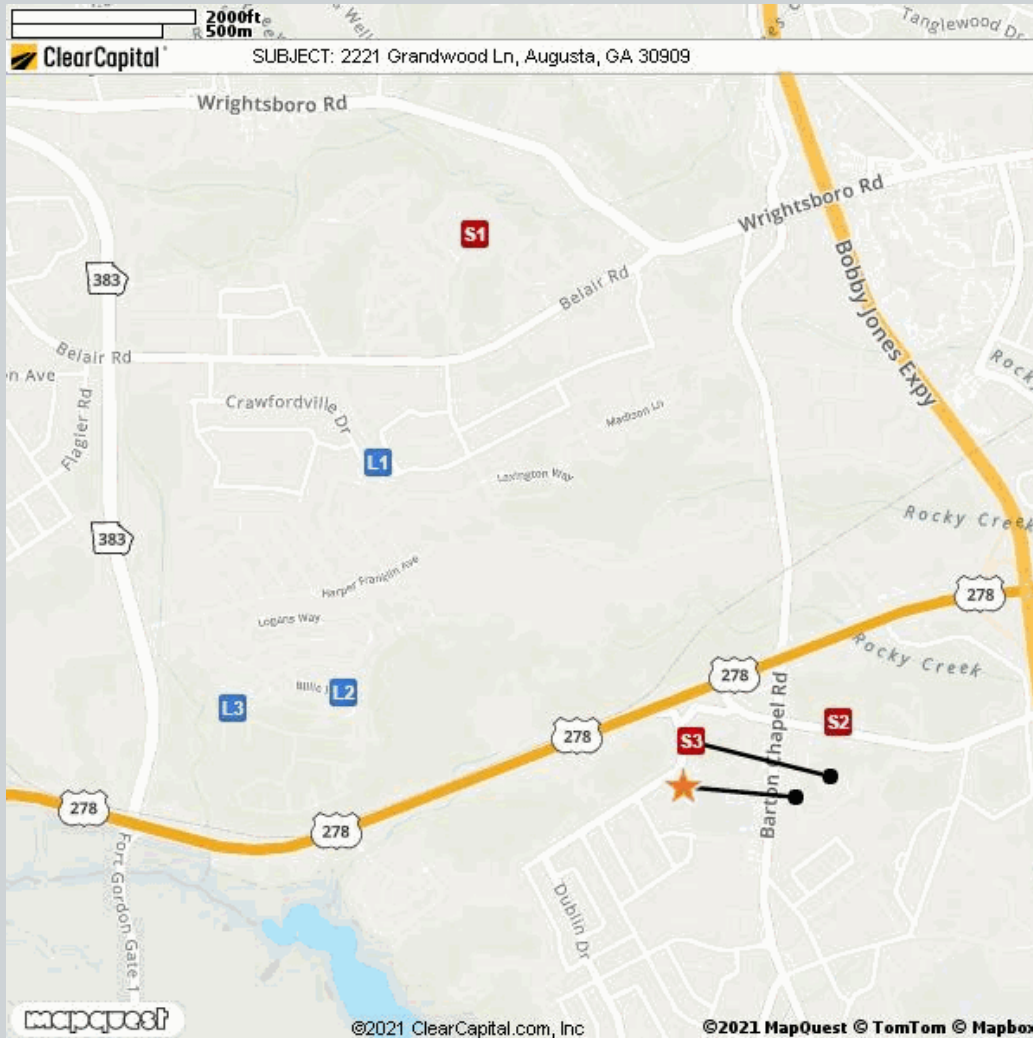 2000ft
500m
Tanglewood Dr
ClearCapital
SUBJECT: 2221 Grandwood Ln, Augusta, GA 30909
Wrightsboro Rd
Wrightsboro Rd
S1
383
Belair Rd
Bobby Jones Expy
Belair Rd
Rocky
n Ave
Crawfordville Dr
Flagler Rd
Madison Ln
L1
Lexington Way
Rocky Creek
383
Harper Franklin Ave
278
Logans Way
Rocky Creek
278
L2
L3
Barton Chapel Rd
S2
278
S3
278
278
Fort Gordon Gate 1
Dublin Dr
mapquest
©2021 ClearCapital.com, Inc
©2021 MapQuest © TomTom © Mapbox